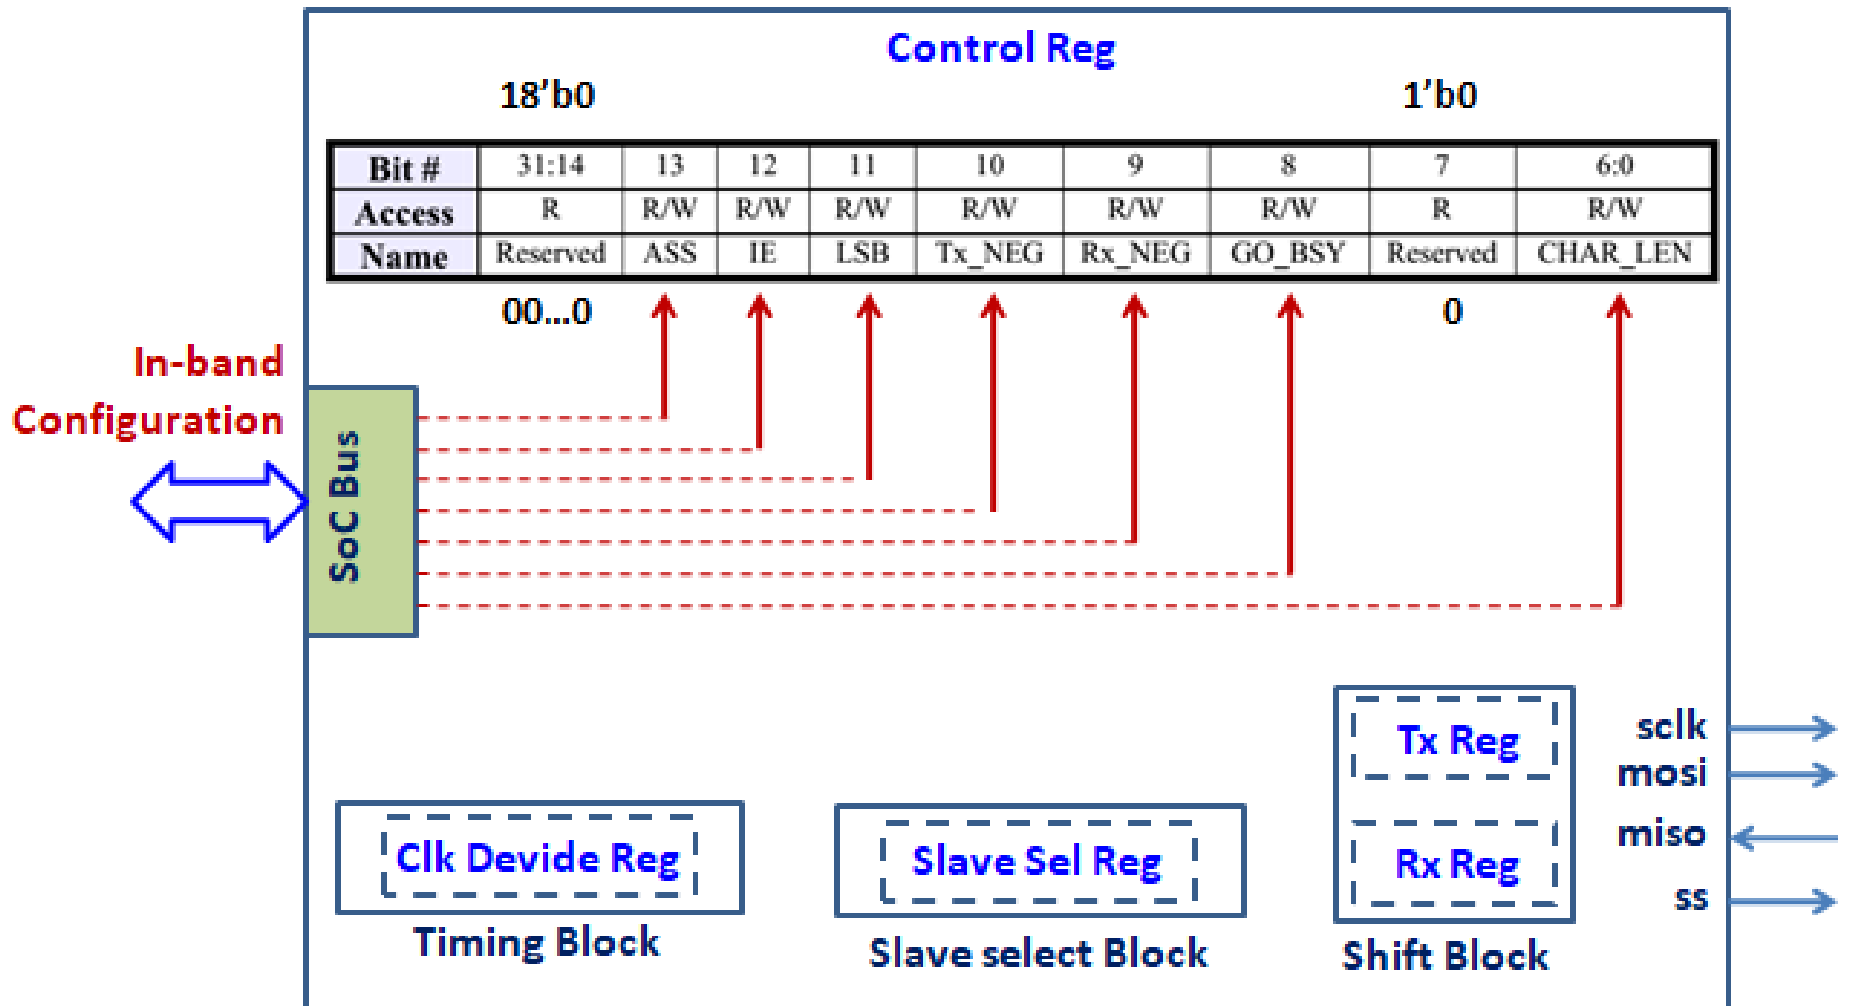 Control Reg
18’b0 1’b0
Bit # 31:14 13 12 11 10 9 8 7 6:0
Access R R/W R/W R/W R/W R/W R/W R R/W
Name Reserved ASS IE LSB Tx_NEG Rx_NEG GO_BSY Reserved CHAR_LEN
00...0 0
In-band
Configuration
SoC Bus
Tx Reg
Rx Reg
sclk
mosi
miso
ss
Clk Devide Reg
Slave Sel Reg
Timing Block
Slave select Block
Shift Block